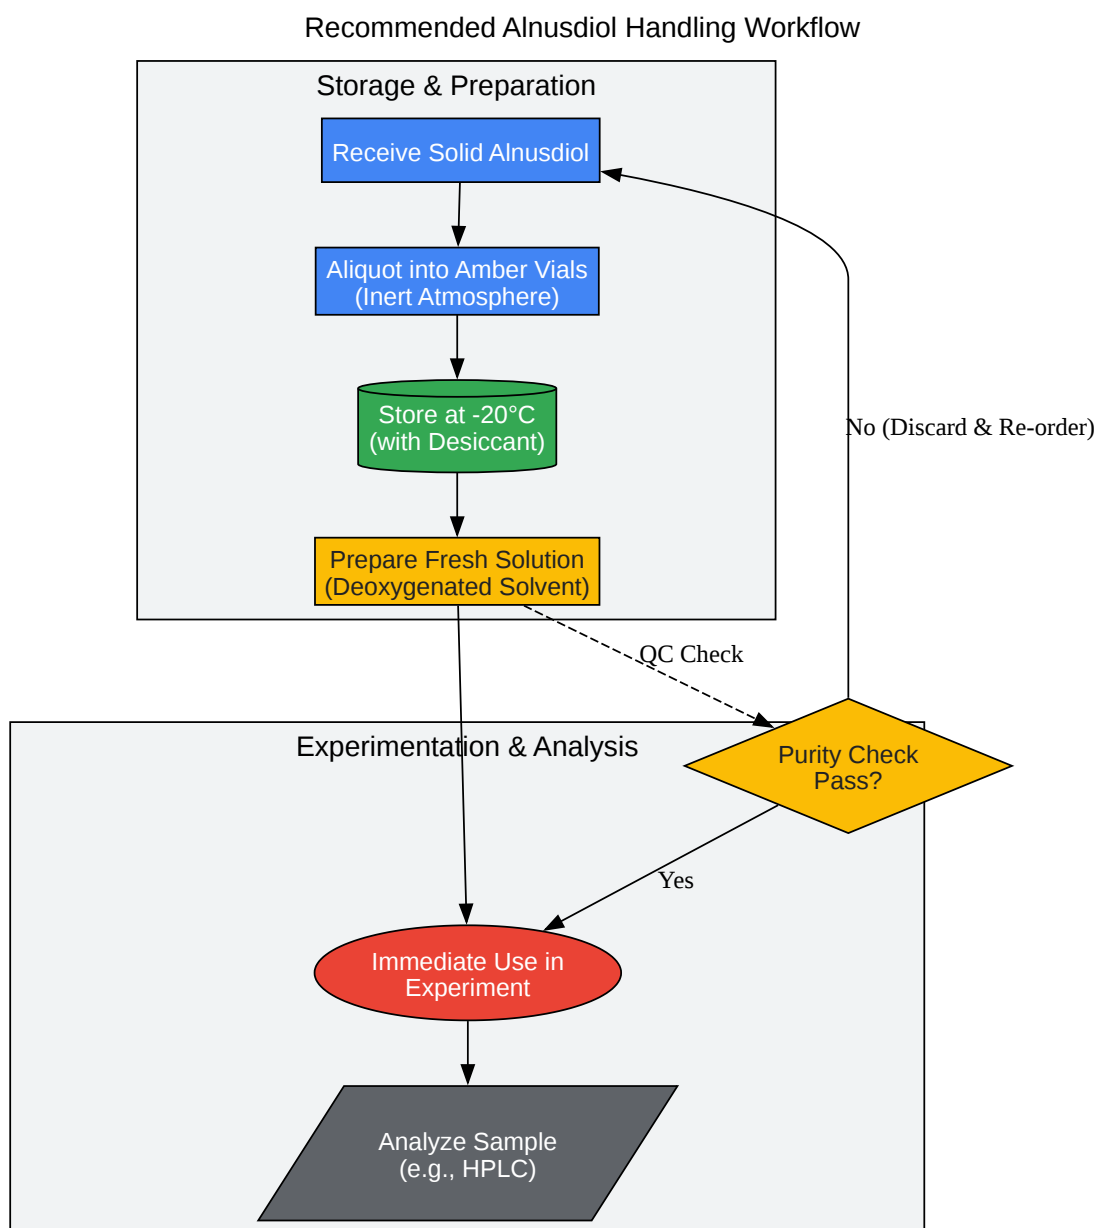 Recommended Alnusdiol Handling Workflow
Storage & Preparation
Receive Solid Alnusdiol
Aliquot into Amber Vials
(Inert Atmosphere)
Store at -20°C
(with Desiccant)
No (Discard & Re-order)
Prepare Fresh Solution
(Deoxygenated Solvent)
QC Check
Experimentation & Analysis
Purity Check
Pass?
Yes
Immediate Use in
Experiment
Analyze Sample
(e.g., HPLC)